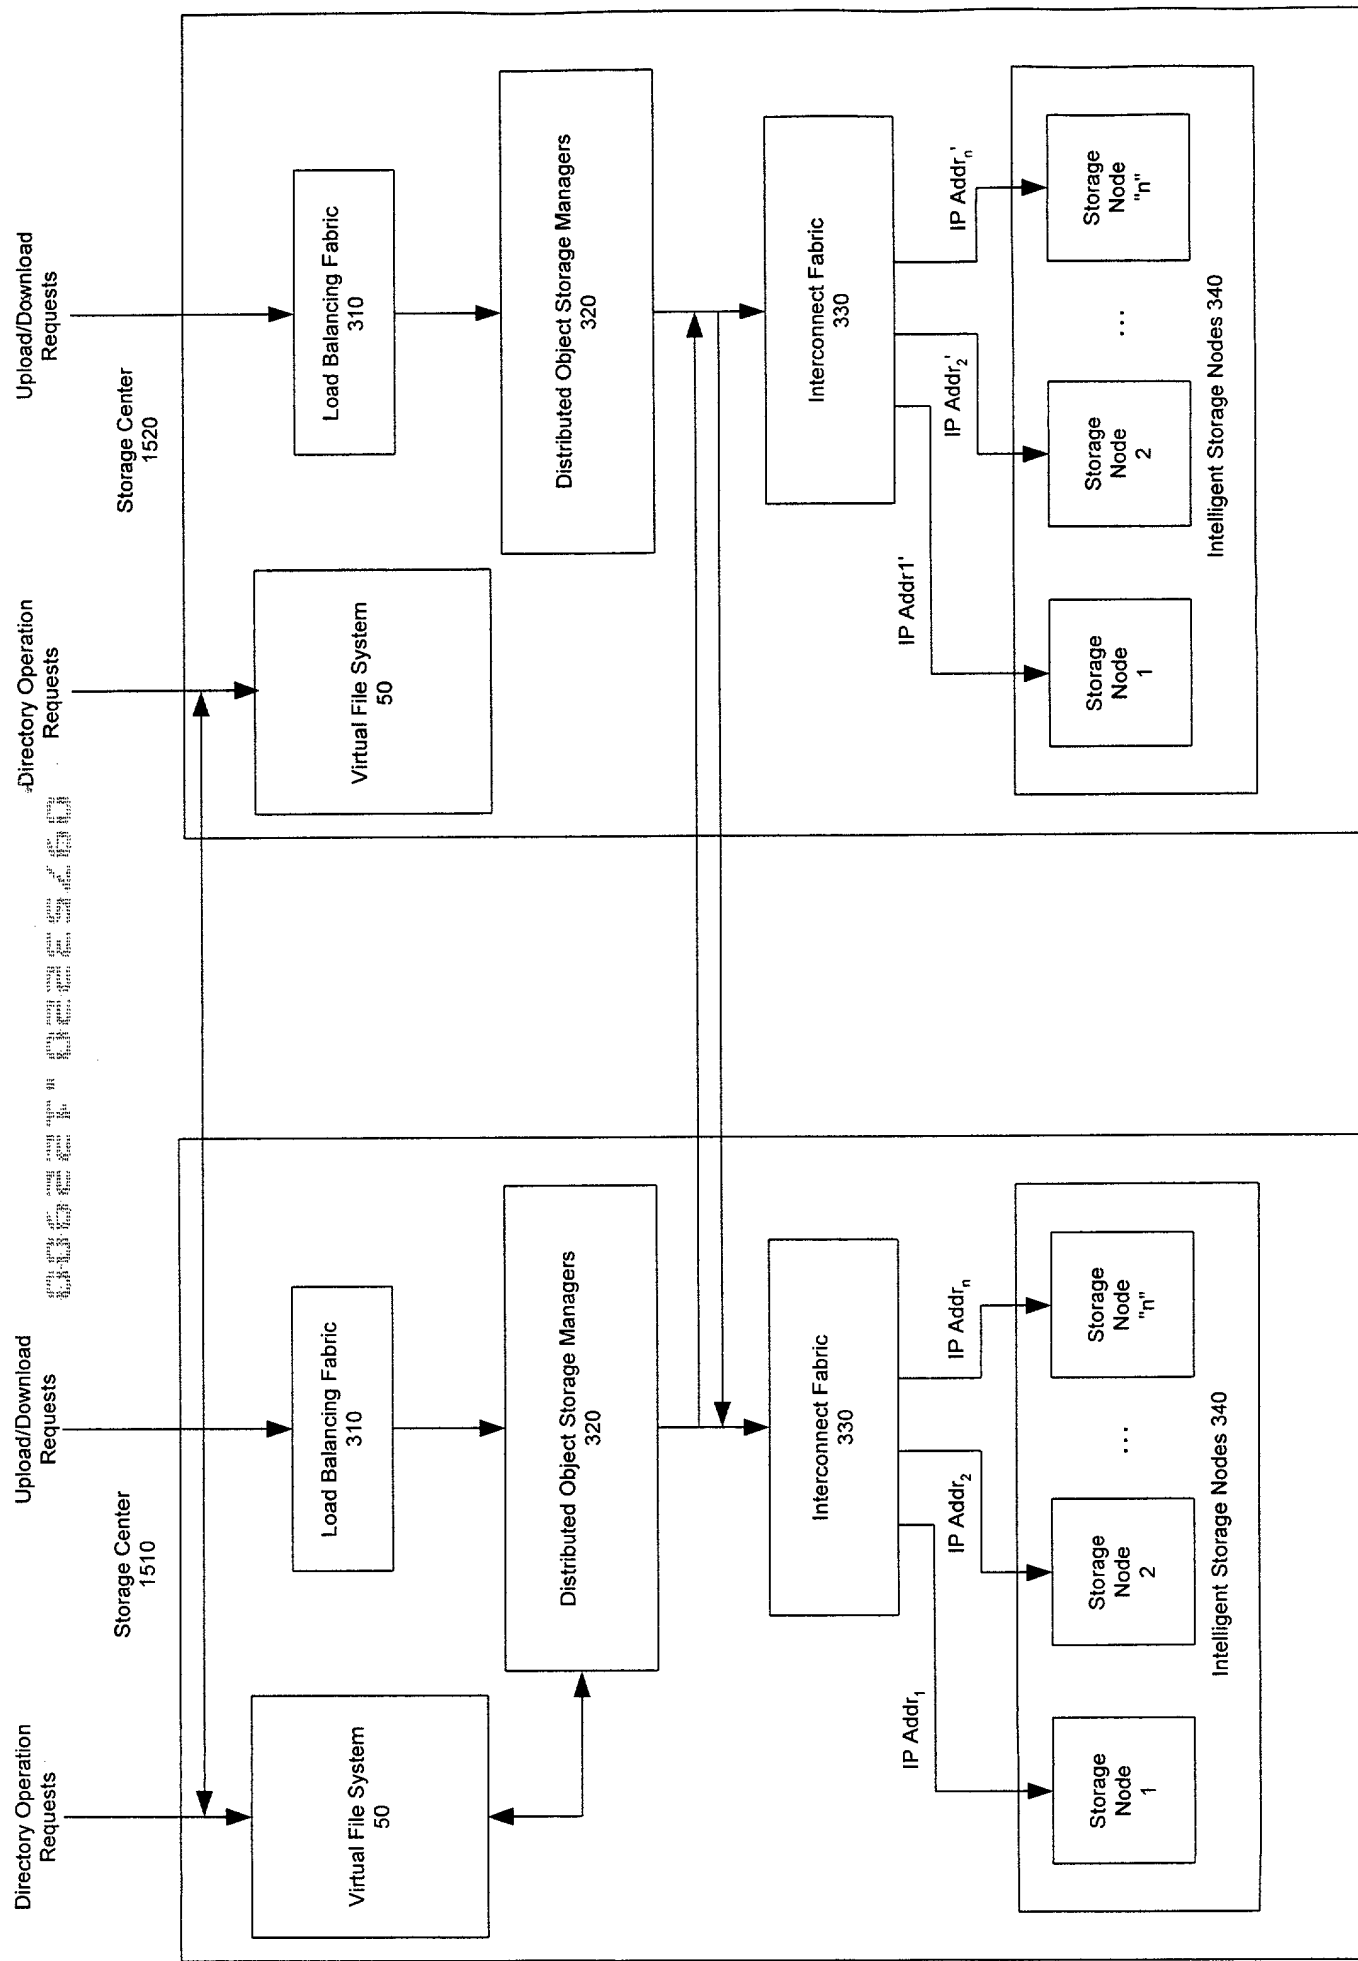 Directory Operation
Requests
Upload/Download
Requests
Storage Center
1510
Virtual File System
50
Load Balancing Fabric
310
Distributed Object Storage Managers
320
Interconnect Fabric
330
IP Addr1
IP Addr2
IP Addrn
Storage
Node
1
Storage
Node
2
...
Storage
Node
"n"
Intelligent Storage Nodes 340
Directory Operation
Requests
Upload/Download
Requests
Storage Center
1520
Virtual File System
50
Load Balancing Fabric
310
Distributed Object Storage Managers
320
Interconnect Fabric
330
IP Addr1'
IP Addr2'
IP Addrn'
Storage
Node
1
Storage
Node
2
...
Storage
Node
"n"
Intelligent Storage Nodes 340